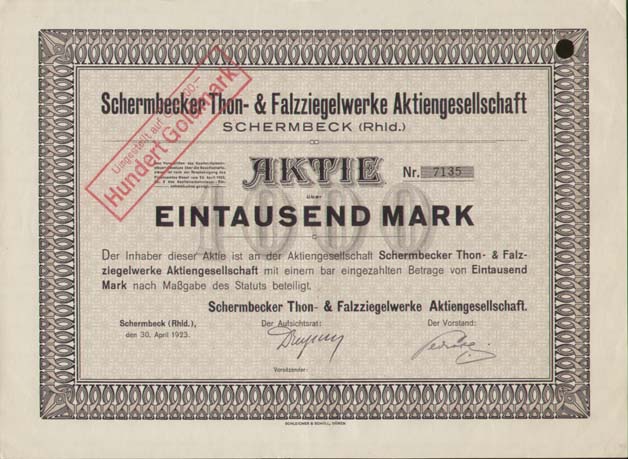 Schermbecker Thon- & Falzziegelwerke Aktiengesellschaft
SCHERMBECK (Rhld.)
Umgestellt auf
Hundert Goldmark
AKTIE
Nr. 7135
über
1000
EINTAUSEND MARK
Der Inhaber dieser Aktie ist an der Aktiengesellschaft Schermbecker Thon- & Falz-
ziegelwerke Aktiengesellschaft mit einem bar eingezahlten Betrage von Eintausend
Mark nach Maßgabe des Statuts beteiligt.
Schermbecker Thon- & Falzziegelwerke Aktiengesellschaft.
Schermbeck (Rhld.),
den 30. April 1923.
Der Aufsichtsrat:
Der Vorstand:
Vorsitzender.
SCHLEICHER & SCHÜLL, DÜREN